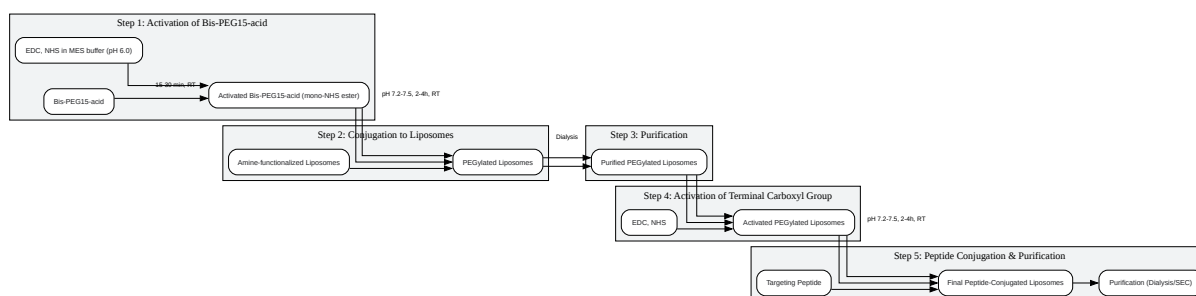 Step 1: Activation of Bis-PEG15-acid
EDC, NHS in MES buffer (pH 6.0)
15-30 min, RT
Bis-PEG15-acid
Activated Bis-PEG15-acid (mono-NHS ester)
pH 7.2-7.5, 2-4h, RT
Step 2: Conjugation to Liposomes
Amine-functionalized Liposomes
PEGylated Liposomes
Dialysis
Step 3: Purification
Purified PEGylated Liposomes
Step 4: Activation of Terminal Carboxyl Group
EDC, NHS
Activated PEGylated Liposomes
pH 7.2-7.5, 2-4h, RT
Step 5: Peptide Conjugation & Purification
Targeting Peptide
Final Peptide-Conjugated Liposomes
Purification (Dialysis/SEC)